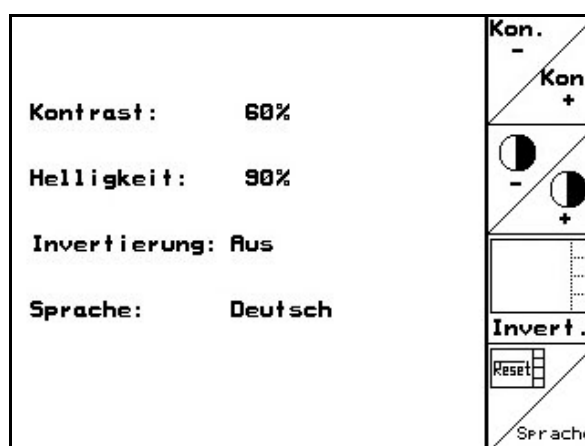 Kontrast: 60%
Helligkeit: 90%
Invertierung: Aus
Sprache: Deutsch
Kon.
-
Kon
+
-
+
Invert.
Reset
Sprache